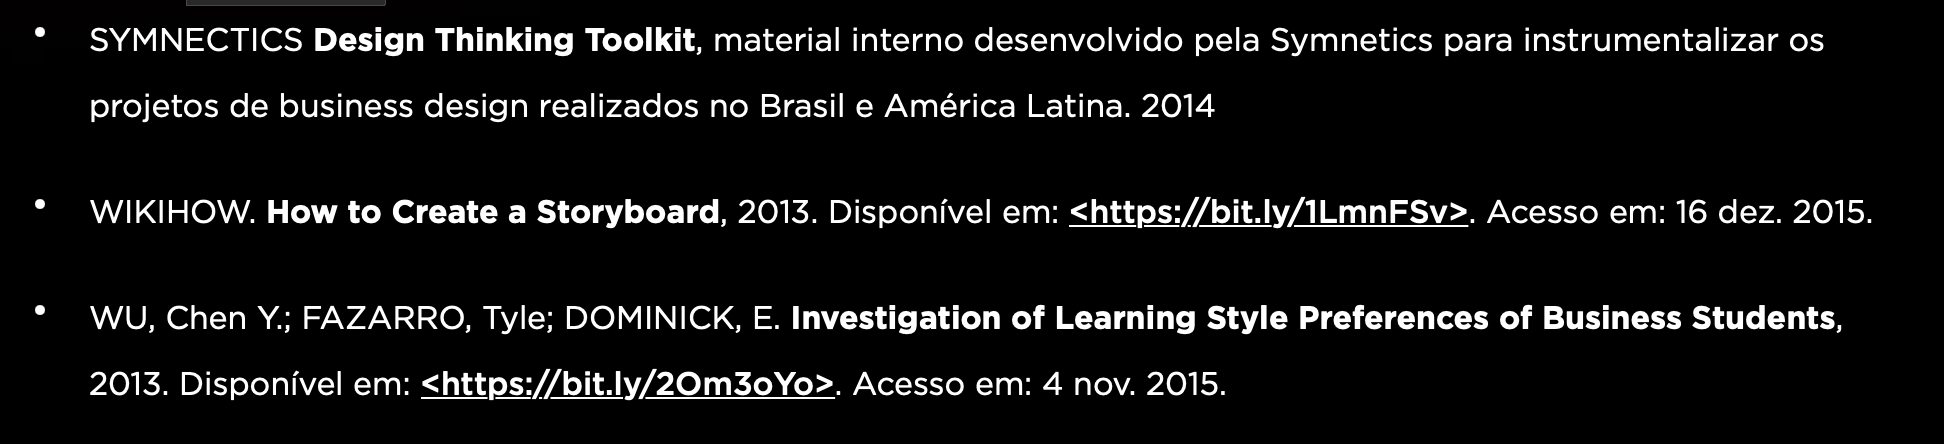 • SYMNECTICS Design Thinking Toolkit, material interno desenvolvido pela Symnetics para instrumentalizar os
projetos de business design realizados no Brasil e América Latina. 2014
• WIKIHOW. How to Create a Storyboard, 2013. Disponível em: <https://bit.ly/1LmnFSv>. Acesso em: 16 dez. 2015.
• WU, Chen Y.; FAZARRO, Tyle; DOMINICK, E. Investigation of Learning Style Preferences of Business Students,
2013. Disponível em: <https://bit.ly/2Om3oYo>. Acesso em: 4 nov. 2015.